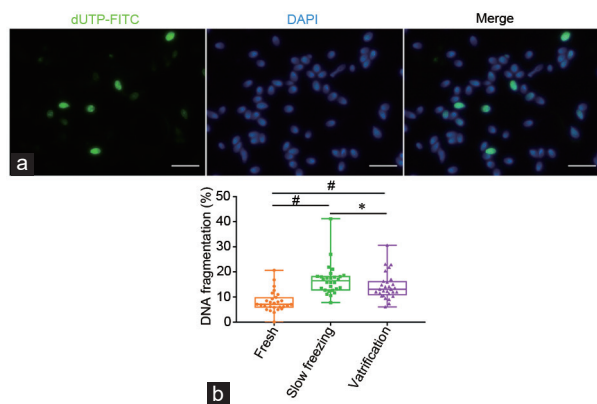 dUTP-FITC DAPI Merge
a
# 
# *
DNA fragmentation (%)
50
40
30
20
10
0
Fresh
Slow freezing
Vatrification
b